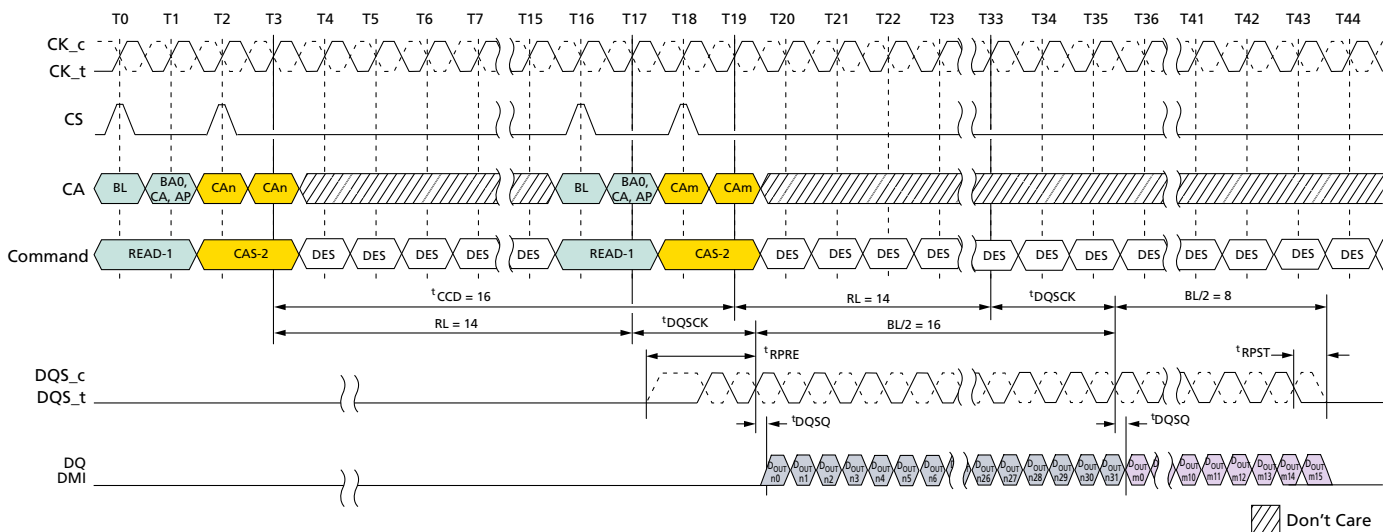 T0 T1 T2 T3 T4 T5 T6 T7 T15 T16 T17 T18 T19 T20 T21 T22 T23 T33 T34 T35 T36 T41 T42 T43 T44
CK_c
CK_t
CS
CA BL BA0, CA, AP CAn CAn BL BA0, CA, AP CAm CAm
Command READ-1 CAS-2 DES DES DES DES DES READ-1 CAS-2 DES DES DES DES DES DES DES DES DES DES DES DES
tCCD = 16 RL = 14 tDQSCK BL/2 = 8
RL = 14 tDQSCK BL/2 = 16
tRPRE tRPST
DQS_c
DQS_t
tDQSQ tDQSQ
DQ
DMI
DOUT n0 DOUT n1 DOUT n2 DOUT n3 DOUT n4 DOUT n5 DOUT n6 DOUT n26 DOUT n27 DOUT n28 DOUT n29 DOUT n30 DOUT n31 DOUT m0 DOUT m10 DOUT m11 DOUT m12 DOUT m13 DOUT m14 DOUT m15
Don't Care